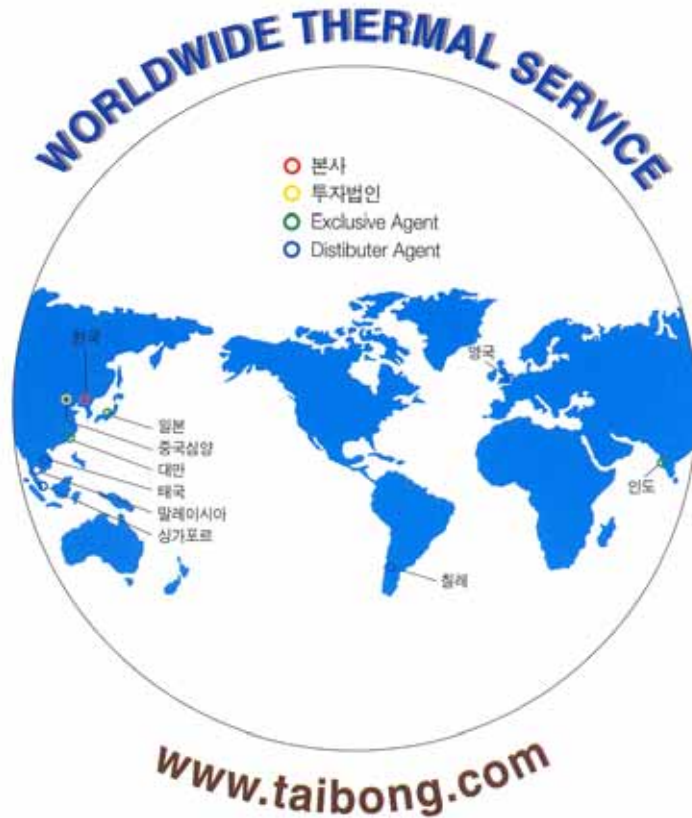 WORLDWIDE THERMAL SERVICE
본사
투자법인
Exclusive Agent
Distibuter Agent
한국
영국
일본
중국심양
대만
태국
인도
말레이시아
싱가포르
칠레
www.taibong.com